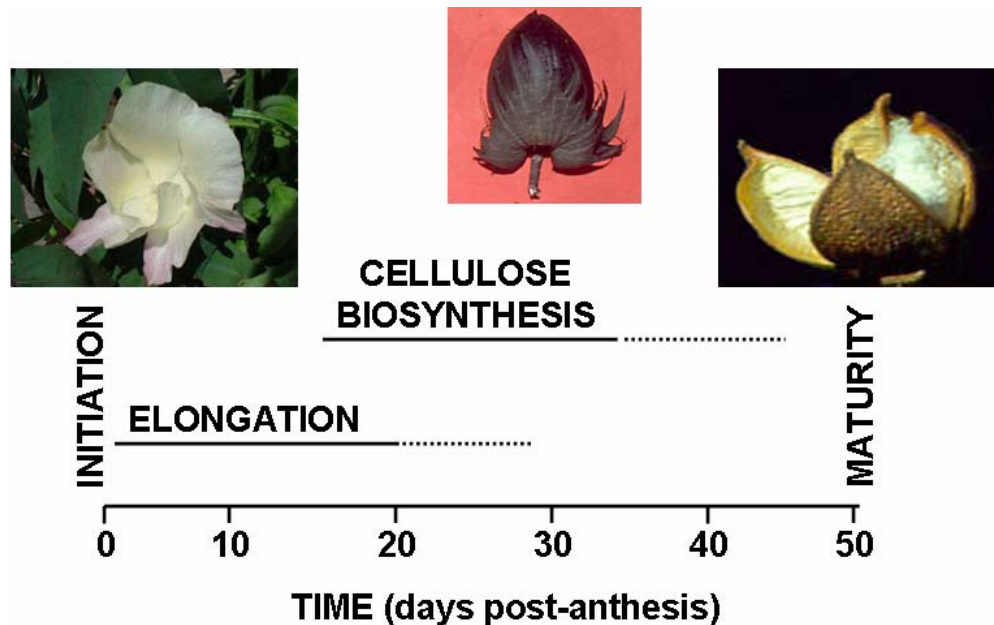 CELLULOSE
BIOSYNTHESIS
INITIATION
ELONGATION
MATURITY
0 10 20 30 40 50
TIME (days post-anthesis)